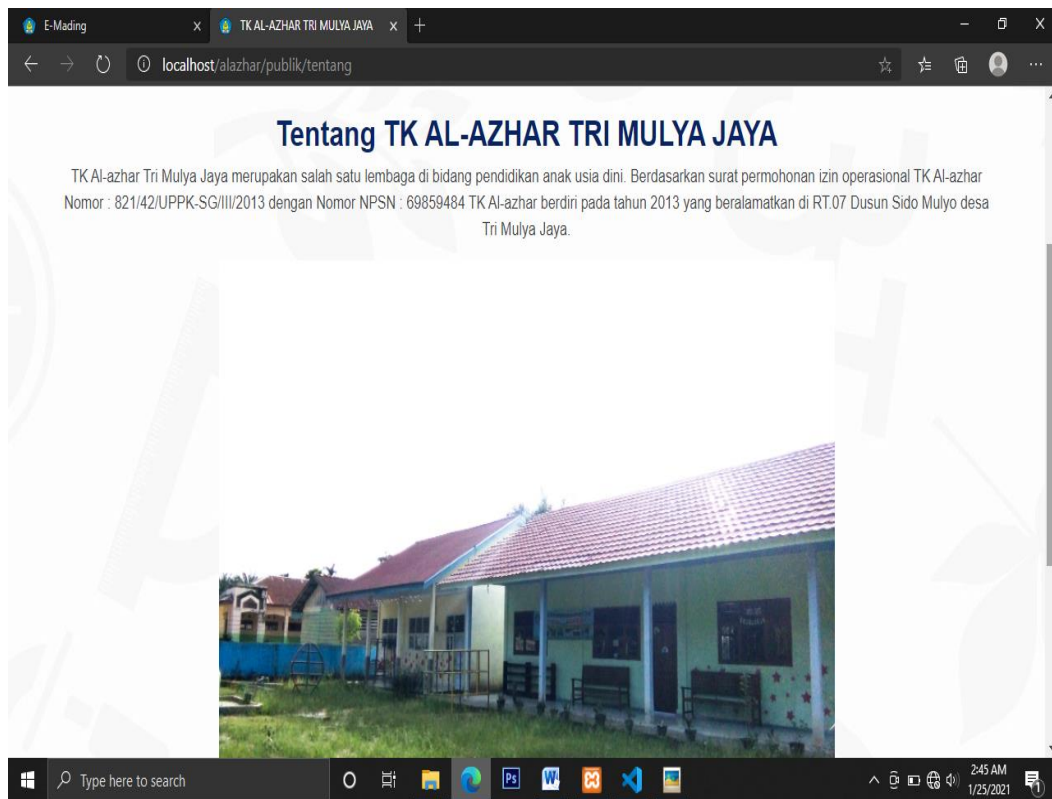 E-Mading
TK AL-AZHAR TRI MULYA JAYA
localhost/alazhar/publik/tentang
Tentang TK AL-AZHAR TRI MULYA JAYA
TK Al-azhar Tri Mulya Jaya merupakan salah satu lembaga di bidang pendidikan anak usia dini. Berdasarkan surat permohonan izin operasional TK Al-azhar
Nomor : 821/42/UPPK-SG/III/2013 dengan Nomor NPSN : 69859484 TK Al-azhar berdiri pada tahun 2013 yang beralamatkan di RT.07 Dusun Sido Mulyo desa
Tri Mulya Jaya.
Type here to search
Ps
W
2:45 AM
1/25/2021
1